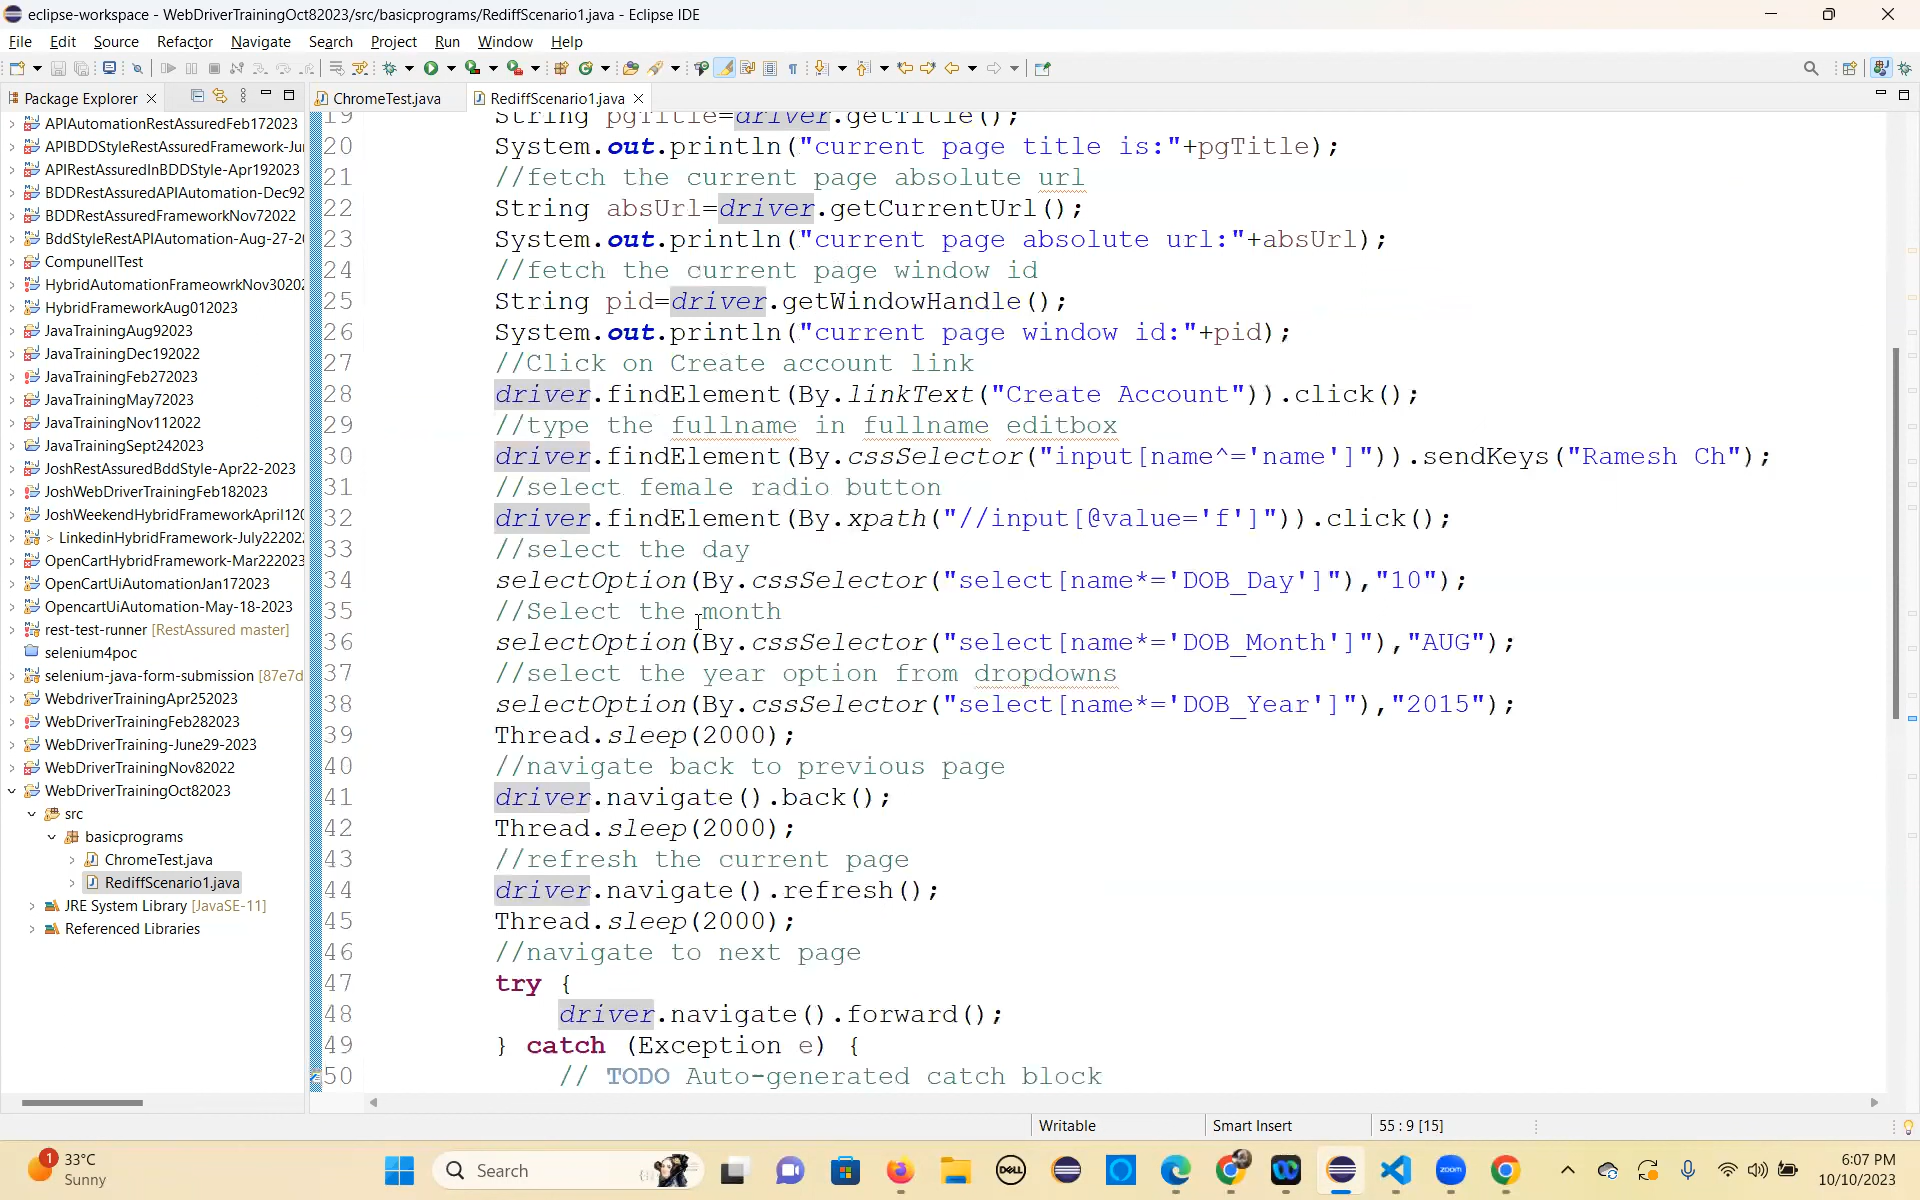 eclipse-workspace - WebDriverTrainingOct82023/src/basicprograms/RediffScenario1.java - Eclipse IDE
File Edit Source Refactor Navigate Search Project Run Window Help
Package Explorer
ChromeTest.java
RediffScenario1.java
APIAutomationRestAssuredFeb172023
APIBDDStyleRestAssuredFramework-Ju
APIRestAssuredInBDDStyle-Apr192023
BDDRestAssuredAPIAutomation-Dec92
BDDRestAssuredFrameworkNov72022
BddStyleRestAPIAutomation-Aug-27-20
CompunellTest
HybridAutomationFrameowrkNov30202
HybridFrameworkAug012023
JavaTrainingAug92023
JavaTrainingDec192022
JavaTrainingFeb272023
JavaTrainingMay72023
JavaTrainingNov112022
JavaTrainingSept242023
JoshRestAssuredBddStyle-Apr22-2023
JoshWebDriverTrainingFeb182023
JoshWeekendHybridFrameworkApril120
> LinkedinHybridFramework-July22202
OpenCartHybridFramework-Mar222023
OpenCartUiAutomationJan172023
OpencartUiAutomation-May-18-2023
rest-test-runner [RestAssured master]
selenium4poc
selenium-java-form-submission [87e7d
WebdriverTrainingApr252023
WebDriverTrainingFeb282023
WebDriverTraining-June29-2023
WebDriverTrainingNov82022
WebDriverTrainingOct82023
src
basicprograms
ChromeTest.java
RediffScenario1.java
JRE System Library [JavaSE-11]
Referenced Libraries
19 String pgTitle=driver.getTitle();
20 System.out.println("current page title is:"+pgTitle);
21 //fetch the current page absolute url
22 String absUrl=driver.getCurrentUrl();
23 System.out.println("current page absolute url:"+absUrl);
24 //fetch the current page window id
25 String pid=driver.getWindowHandle();
26 System.out.println("current page window id:"+pid);
27 //Click on Create account link
28 driver.findElement(By.linkText("Create Account")).click();
29 //type the fullname in fullname editbox
30 driver.findElement(By.cssSelector("input[name^='name']")).sendKeys("Ramesh Ch");
31 //select female radio button
32 driver.findElement(By.xpath("//input[@value='f']")).click();
33 //select the day
34 selectOption(By.cssSelector("select[name*='DOB_Day']"),"10");
35 //Select the month
36 selectOption(By.cssSelector("select[name*='DOB_Month']"),"AUG");
37 //select the year option from dropdowns
38 selectOption(By.cssSelector("select[name*='DOB_Year']"),"2015");
39 Thread.sleep(2000);
40 //navigate back to previous page
41 driver.navigate().back();
42 Thread.sleep(2000);
43 //refresh the current page
44 driver.navigate().refresh();
45 Thread.sleep(2000);
46 //navigate to next page
47 try {
48 driver.navigate().forward();
49 } catch (Exception e) {
50 // TODO Auto-generated catch block
Writable
Smart Insert
55 : 9 [15]
1
33°C
Sunny
Search
DELL
zoom
6:07 PM
10/10/2023